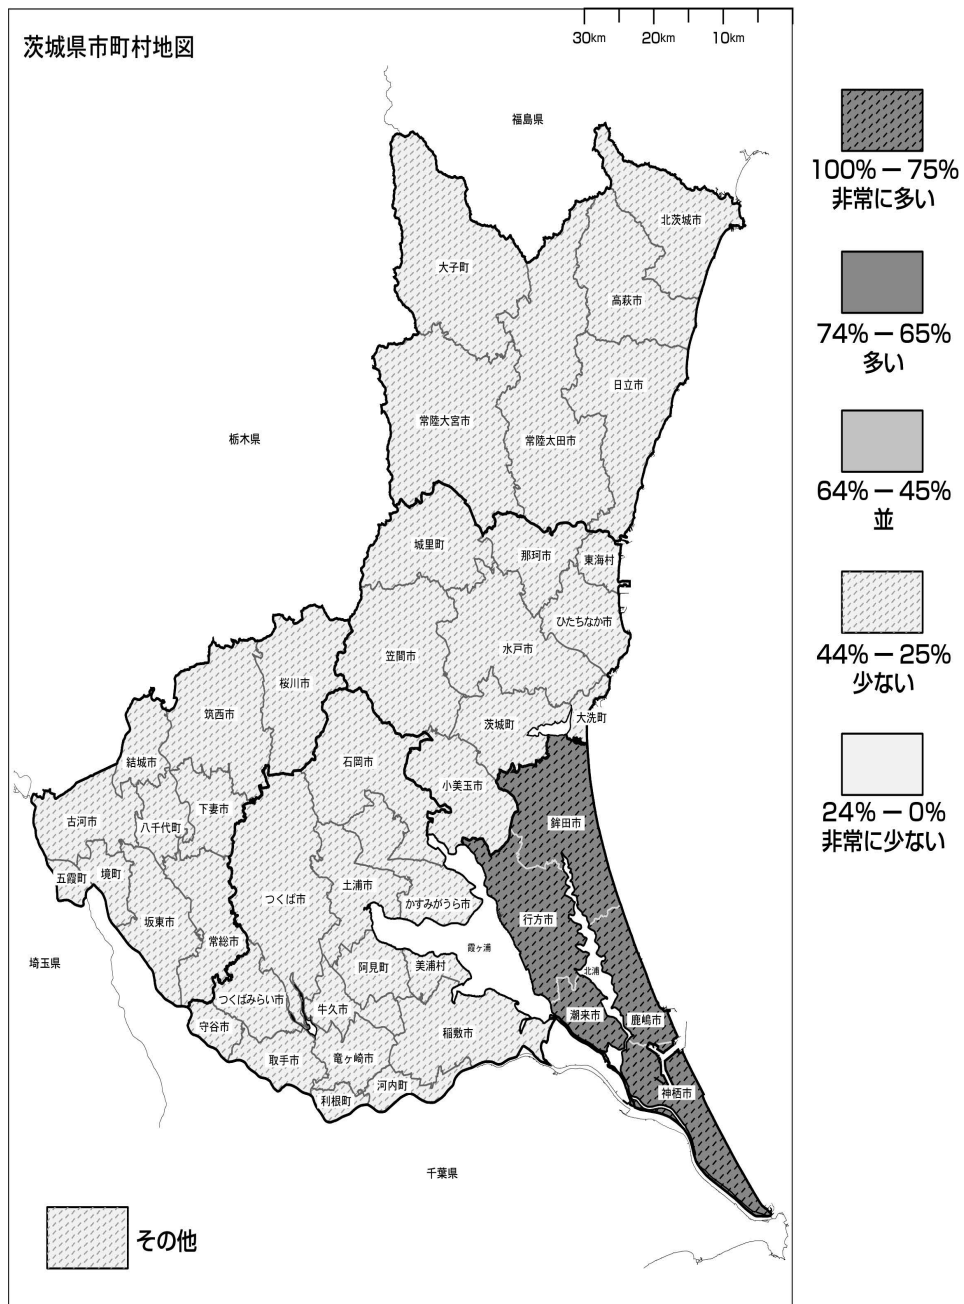 茨城県市町村地図
30km 20km 10km
福島県
北茨城市
大子町
高萩市
日立市
常陸大宮市
常陸太田市
栃木県
城里町
那珂市
東海村
ひたちなか市
水戸市
笠間市
桜川市
筑西市
茨城町
大洗町
石岡市
小美玉市
結城市
下妻市
八千代町
古河市
鉾田市
五霞町
境町
つくば市
土浦市
かすみがうら市
坂東市
行方市
常総市
霞ヶ浦
埼玉県
阿見町
美浦村
北浦
つくばみらい市
牛久市
潮来市
鹿嶋市
守谷市
稲敷市
取手市
竜ヶ崎市
河内町
利根町
神栖市
千葉県
その他
100% − 75%
非常に多い
74% − 65%
多い
64% − 45%
並
44% − 25%
少ない
24% − 0%
非常に少ない